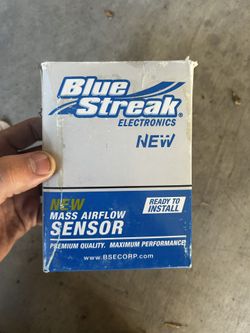 Blue
Streak®
ELECTRONICS
NEW
NEW
MASS AIRFLOW
SENSOR
READY TO
INSTALL
PREMIUM QUALITY. MAXIMUM PERFORMANCE
www.BSECORP.com